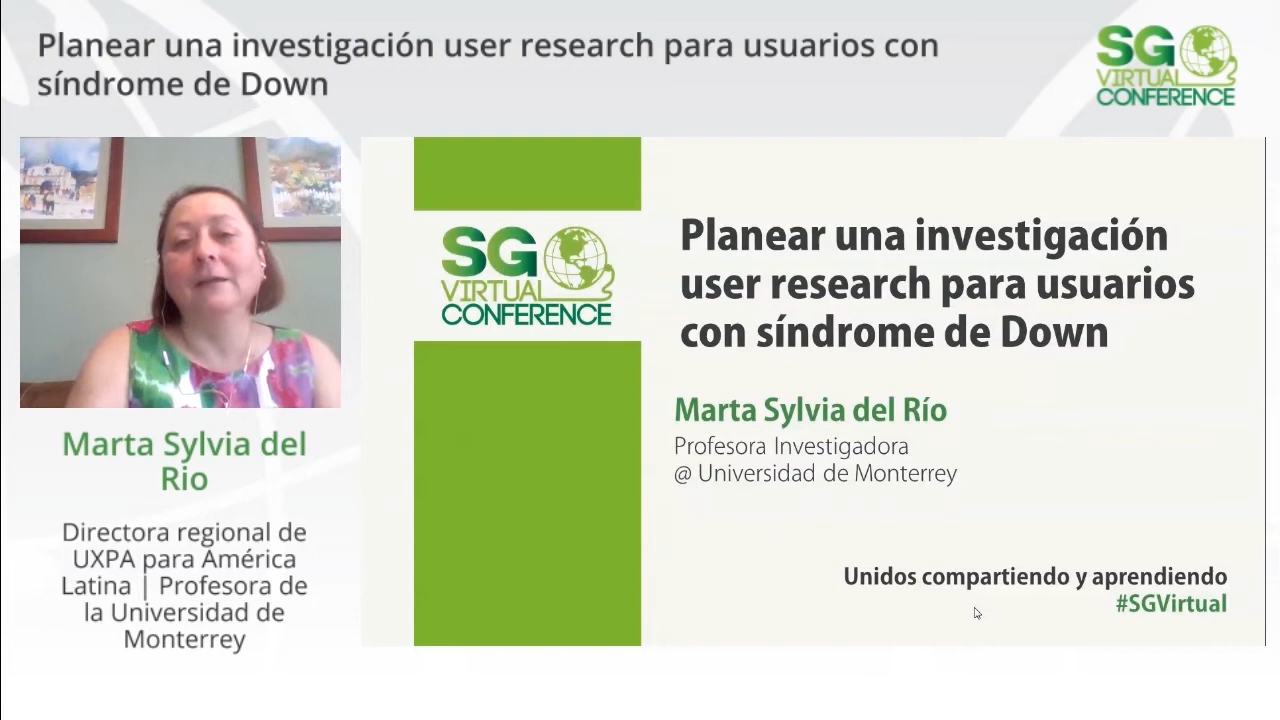 Planear una investigación user research para usuarios con
síndrome de Down
SG
VIRTUAL
CONFERENCE
SG
VIRTUAL
CONFERENCE
Planear una investigación
user research para usuarios
con síndrome de Down
Marta Sylvia del Río
Profesora Investigadora
@ Universidad de Monterrey
Unidos compartiendo y aprendiendo
#SGVirtual
Marta Sylvia del
Rio
Directora regional de
UXPA para América
Latina | Profesora de
la Universidad de
Monterrey